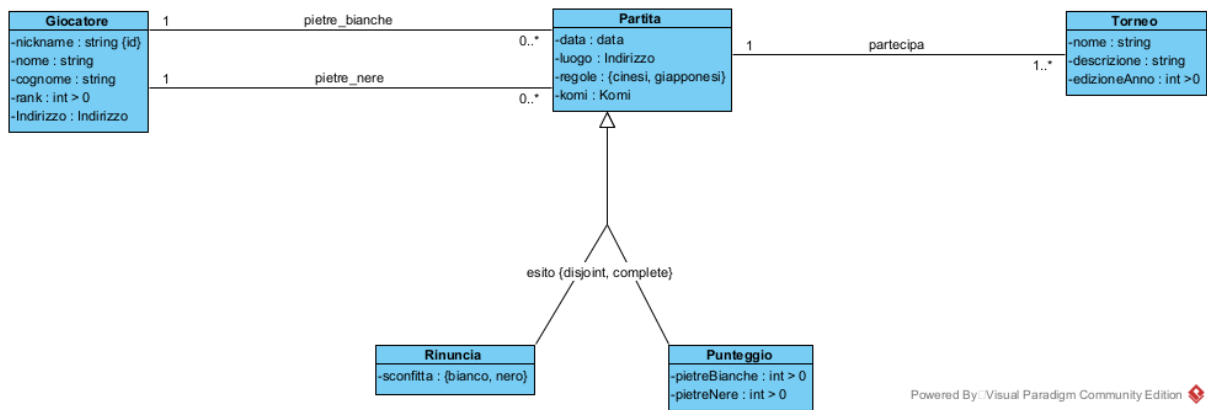 Giocatore
-nickname : string {id}
-nome : string
-cognome : string
-rank : int > 0
-Indirizzo : Indirizzo
1
pietre_bianche
0..*
1
pietre_nere
0..*
Partita
-data : data
-luogo : Indirizzo
-regole : {cinesi, giapponesi}
-komi : Komi
1
partecipa
1..*
Torneo
-nome : string
-descrizione : string
-edizioneAnno : int >0
esito {disjoint, complete}
Rinuncia
-sconfitta : {bianco, nero}
Punteggio
-pietreBianche : int > 0
-pietreNere : int > 0
Powered By Visual Paradigm Community Edition